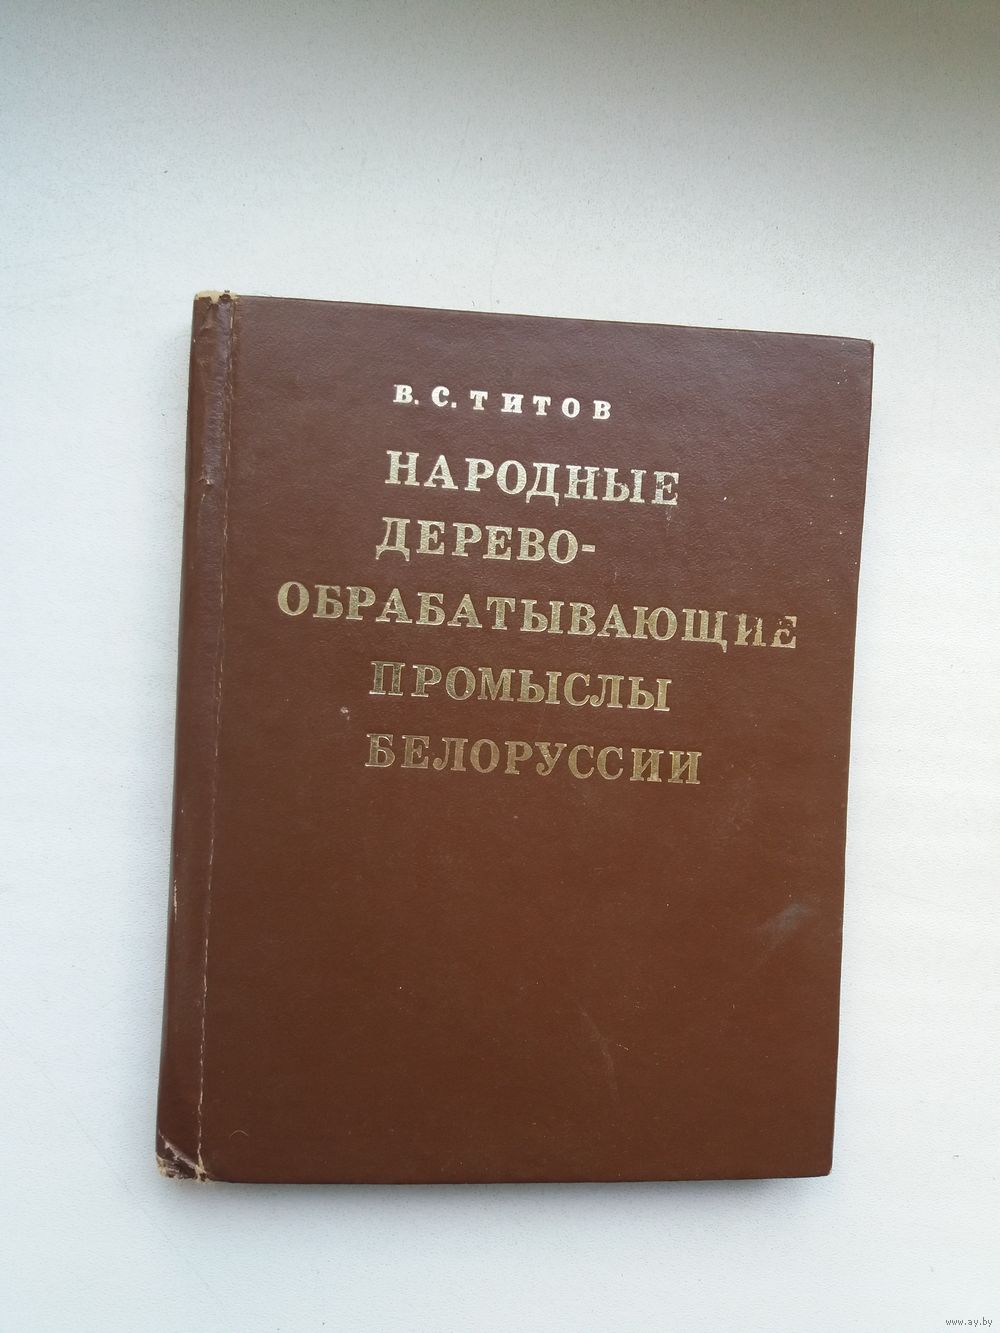 В. С. ТИТОВ
НАРОДНЫЕ
ДЕРЕВО-
ОБРАБАТЫВАЮЩИЕ
ПРОМЫСЛЫ
БЕЛОРУССИИ
www.ay.by